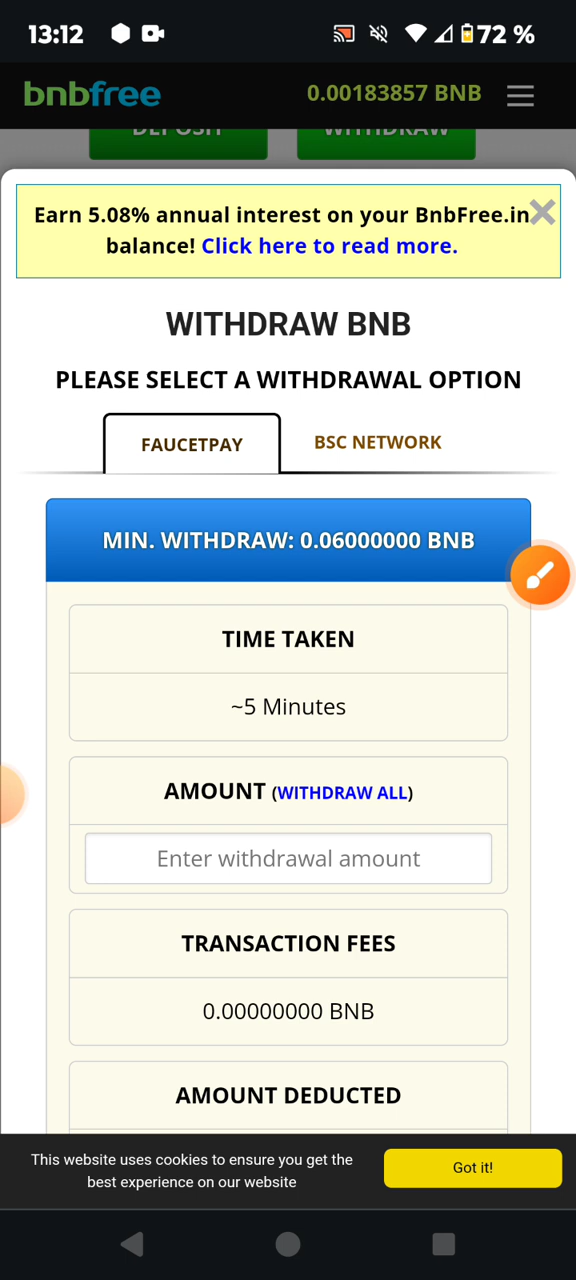 13:12 72 %
bnbfree 0.00183857 BNB
DEPOSIT WITHDRAW
Earn 5.08% annual interest on your BnbFree.in
balance! Click here to read more.
WITHDRAW BNB
PLEASE SELECT A WITHDRAWAL OPTION
FAUCETPAY BSC NETWORK
MIN. WITHDRAW: 0.06000000 BNB
TIME TAKEN
~5 Minutes
AMOUNT (WITHDRAW ALL)
Enter withdrawal amount
TRANSACTION FEES
0.00000000 BNB
AMOUNT DEDUCTED
This website uses cookies to ensure you get the
best experience on our website
Got it!